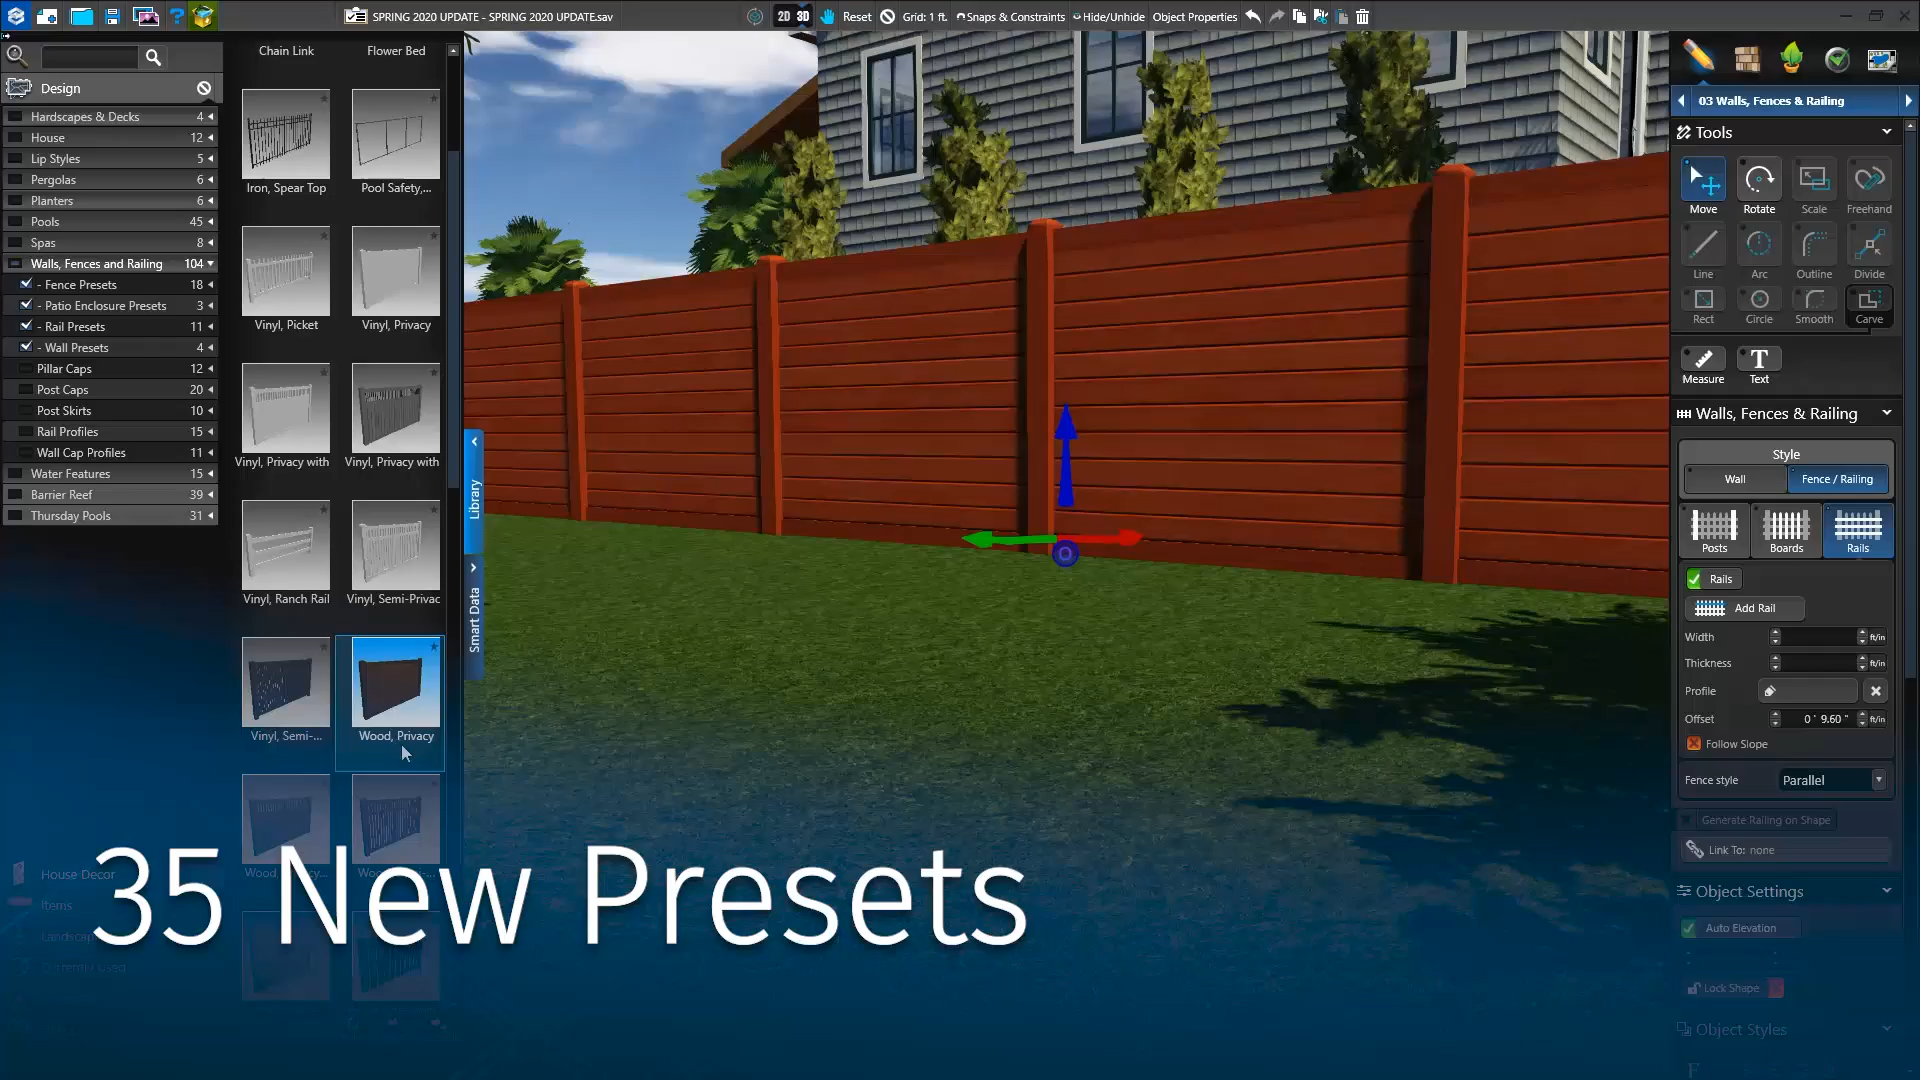 SPRING 2020 UPDATE - SPRING 2020 UPDATE.sav
2D 3D
Reset
Grid: 1 ft.
Snaps & Constraints
Hide/Unhide
Object Properties
Design
Hardscapes & Decks 4
House 12
Lip Styles 5
Pergolas 6
Planters 6
Pools 45
Spas 8
Walls, Fences and Railing 104
- Fence Presets 18
- Patio Enclosure Presets 3
- Rail Presets 11
- Wall Presets 4
Pillar Caps 12
Post Caps 20
Post Skirts 10
Rail Profiles 15
Wall Cap Profiles 11
Water Features 15
Barrier Reef 39
Thursday Pools 31
House Decor
Items
Chain Link Flower Bed
Iron, Spear Top Pool Safety,...
Vinyl, Picket Vinyl, Privacy
Vinyl, Privacy with Vinyl, Privacy with
Vinyl, Ranch Rail Vinyl, Semi-Privac
Vinyl, Semi-... Wood, Privacy
Library
Smart Data
35 New Presets
03 Walls, Fences & Railing
Tools
Move Rotate Scale Freehand
Line Arc Outline Divide
Rect Circle Smooth Carve
T
Measure Text
Walls, Fences & Railing
Style
Wall Fence / Railing
Posts Boards Rails
Rails
Add Rail
Width ft/in
Thickness ft/in
Profile
Offset 0 ' 9.60 " ft/in
Follow Slope
Fence style Parallel
Generate Railing on Shape
Link To: none
Object Settings
Auto Elevation
Lock Shape
Object Styles